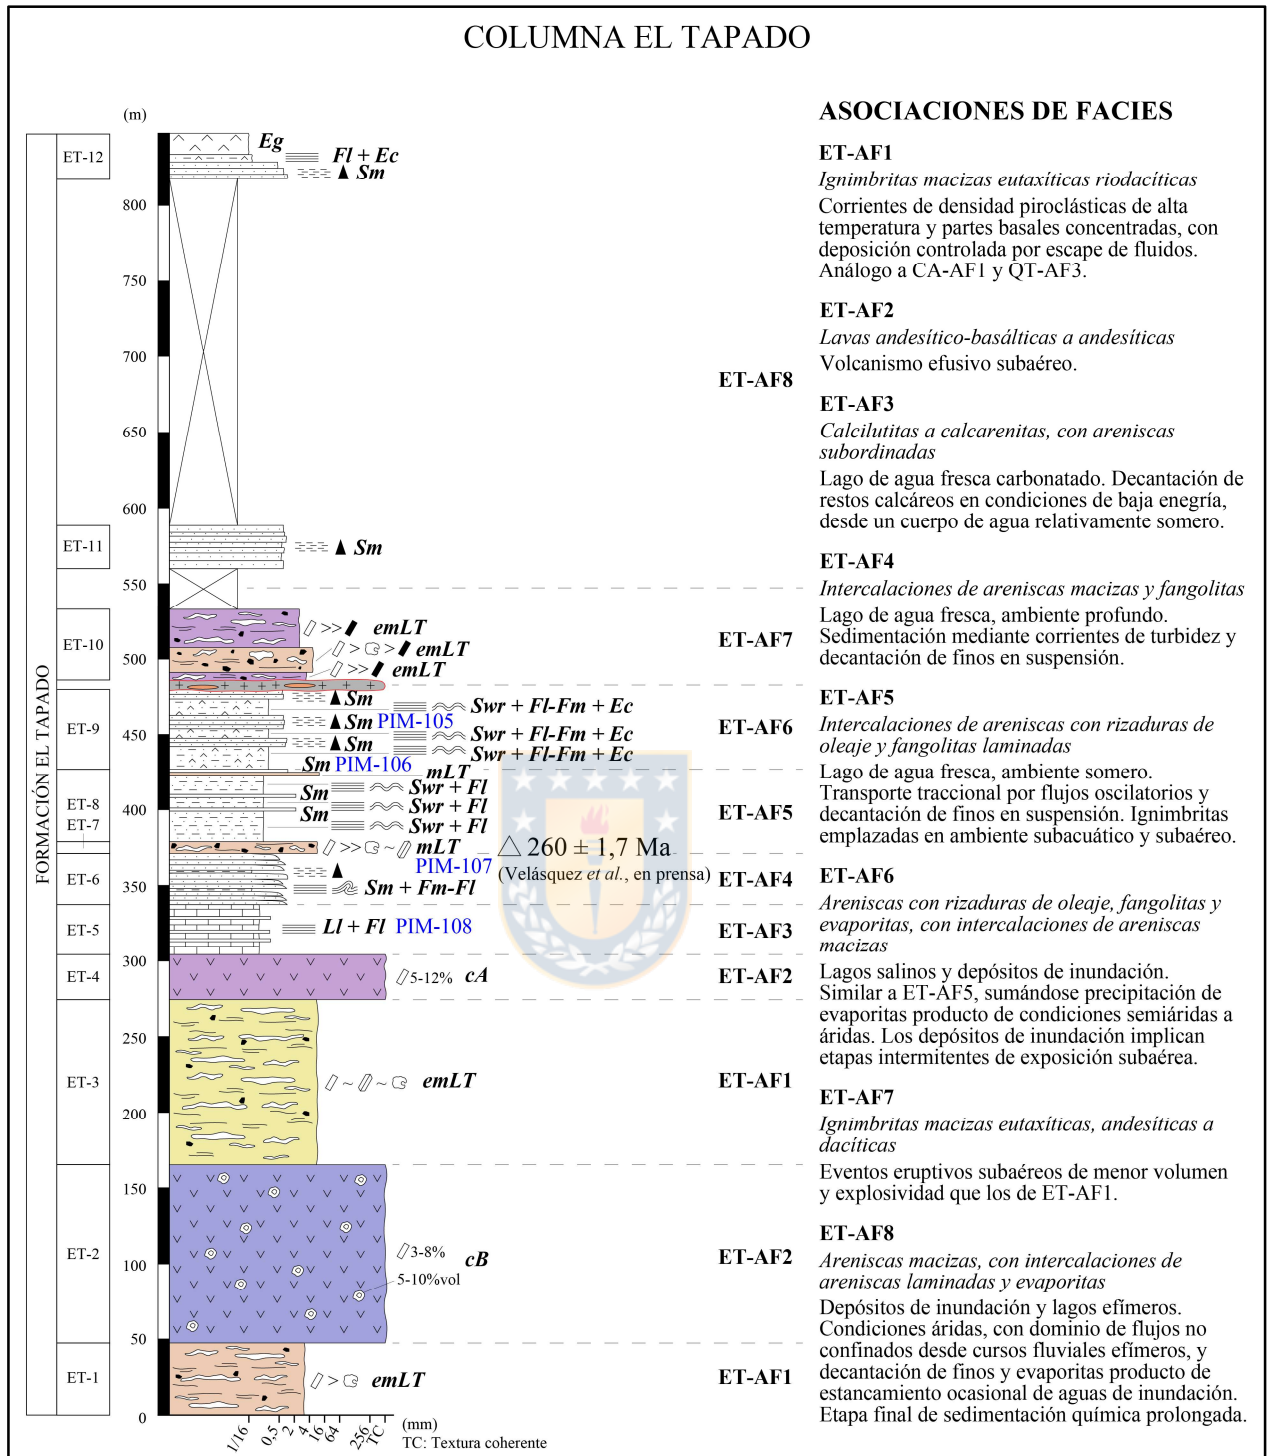 COLUMNA EL TAPADO
(m)
800
750
700
650
600
550
500
450
400
350
300
250
200
150
100
50
0
FORMACIÓN EL TAPADO
ET-12
ET-11
ET-10
ET-9
ET-8
ET-7
ET-6
ET-5
ET-4
ET-3
ET-2
ET-1
Eg
Fl + Ec
Sm
Sm
>> emLT
> > emLT
>> emLT
Sm
Swr + Fl-Fm + Ec
Sm PIM-105
Swr + Fl-Fm + Ec
Sm
Swr + Fl-Fm + Ec
Sm PIM-106
mLT
Swr + Fl
Sm
Swr + Fl
Sm
Swr + Fl
>> ~ mLT
△ 260 ± 1,7 Ma
PIM-107
(Velásquez et al., en prensa)
Sm + Fm-Fl
Ll + Fl PIM-108
5-12% cA
~ ~ emLT
3-8%
cB
5-10%vol
> emLT
1/16
0,5
2
4
16
64
256
TC
(mm)
TC: Textura coherente
ET-AF8
ET-AF7
ET-AF6
ET-AF5
ET-AF4
ET-AF3
ET-AF2
ET-AF1
ET-AF2
ET-AF1
ASOCIACIONES DE FACIES
ET-AF1
Ignimbritas macizas eutaxíticas riodacíticas
Corrientes de densidad piroclásticas de alta
temperatura y partes basales concentradas, con
deposición controlada por escape de fluidos.
Análogo a CA-AF1 y QT-AF3.
ET-AF2
Lavas andesítico-basálticas a andesíticas
Volcanismo efusivo subaéreo.
ET-AF3
Calcilutitas a calcarenitas, con areniscas
subordinadas
Lago de agua fresca carbonatado. Decantación de
restos calcáreos en condiciones de baja enegría,
desde un cuerpo de agua relativamente somero.
ET-AF4
Intercalaciones de areniscas macizas y fangolitas
Lago de agua fresca, ambiente profundo.
Sedimentación mediante corrientes de turbidez y
decantación de finos en suspensión.
ET-AF5
Intercalaciones de areniscas con rizaduras de
oleaje y fangolitas laminadas
Lago de agua fresca, ambiente somero.
Transporte traccional por flujos oscilatorios y
decantación de finos en suspensión. Ignimbritas
emplazadas en ambiente subacuático y subaéreo.
ET-AF6
Areniscas con rizaduras de oleaje, fangolitas y
evaporitas, con intercalaciones de areniscas
macizas
Lagos salinos y depósitos de inundación.
Similar a ET-AF5, sumándose precipitación de
evaporitas producto de condiciones semiáridas a
áridas. Los depósitos de inundación implican
etapas intermitentes de exposición subaérea.
ET-AF7
Ignimbritas macizas eutaxíticas, andesíticas a
dacíticas
Eventos eruptivos subaéreos de menor volumen
y explosividad que los de ET-AF1.
ET-AF8
Areniscas macizas, con intercalaciones de
areniscas laminadas y evaporitas
Depósitos de inundación y lagos efímeros.
Condiciones áridas, con dominio de flujos no
confinados desde cursos fluviales efímeros, y
decantación de finos y evaporitas producto de
estancamiento ocasional de aguas de inundación.
Etapa final de sedimentación química prolongada.